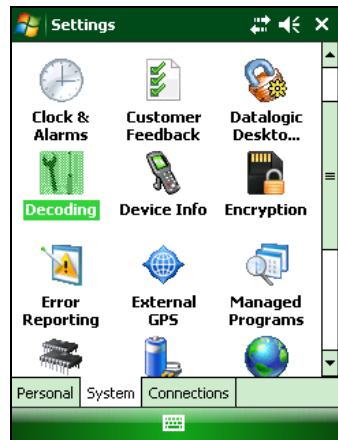 Settings
Clock & Customer Datalogic
Alarms Feedback Deskto...
Decoding Device Info Encryption
Error External Managed
Reporting GPS Programs
Personal System Connections